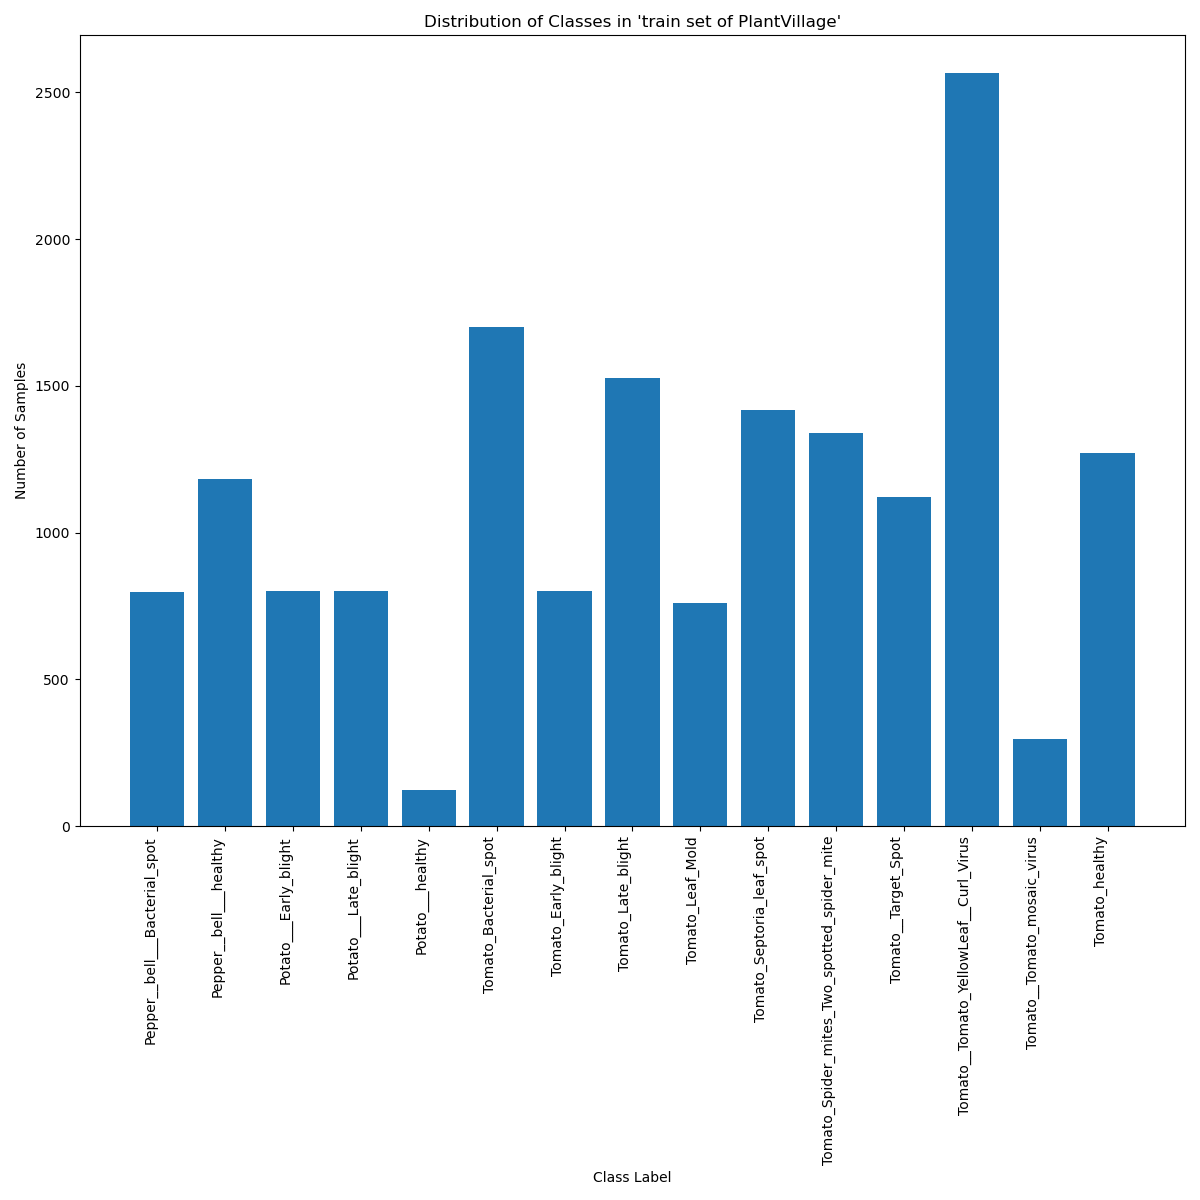 Distribution of Classes in 'train set of PlantVillage'
Number of Samples
2500
2000
1500
1000
500
0
Pepper__bell___Bacterial_spot
Pepper__bell___healthy
Potato___Early_blight
Potato___Late_blight
Potato___healthy
Tomato_Bacterial_spot
Tomato_Early_blight
Tomato_Late_blight
Tomato_Leaf_Mold
Tomato_Septoria_leaf_spot
Tomato_Spider_mites_Two_spotted_spider_mite
Tomato__Target_Spot
Tomato__Tomato_YellowLeaf__Curl_Virus
Tomato__Tomato_mosaic_virus
Tomato_healthy
Class Label